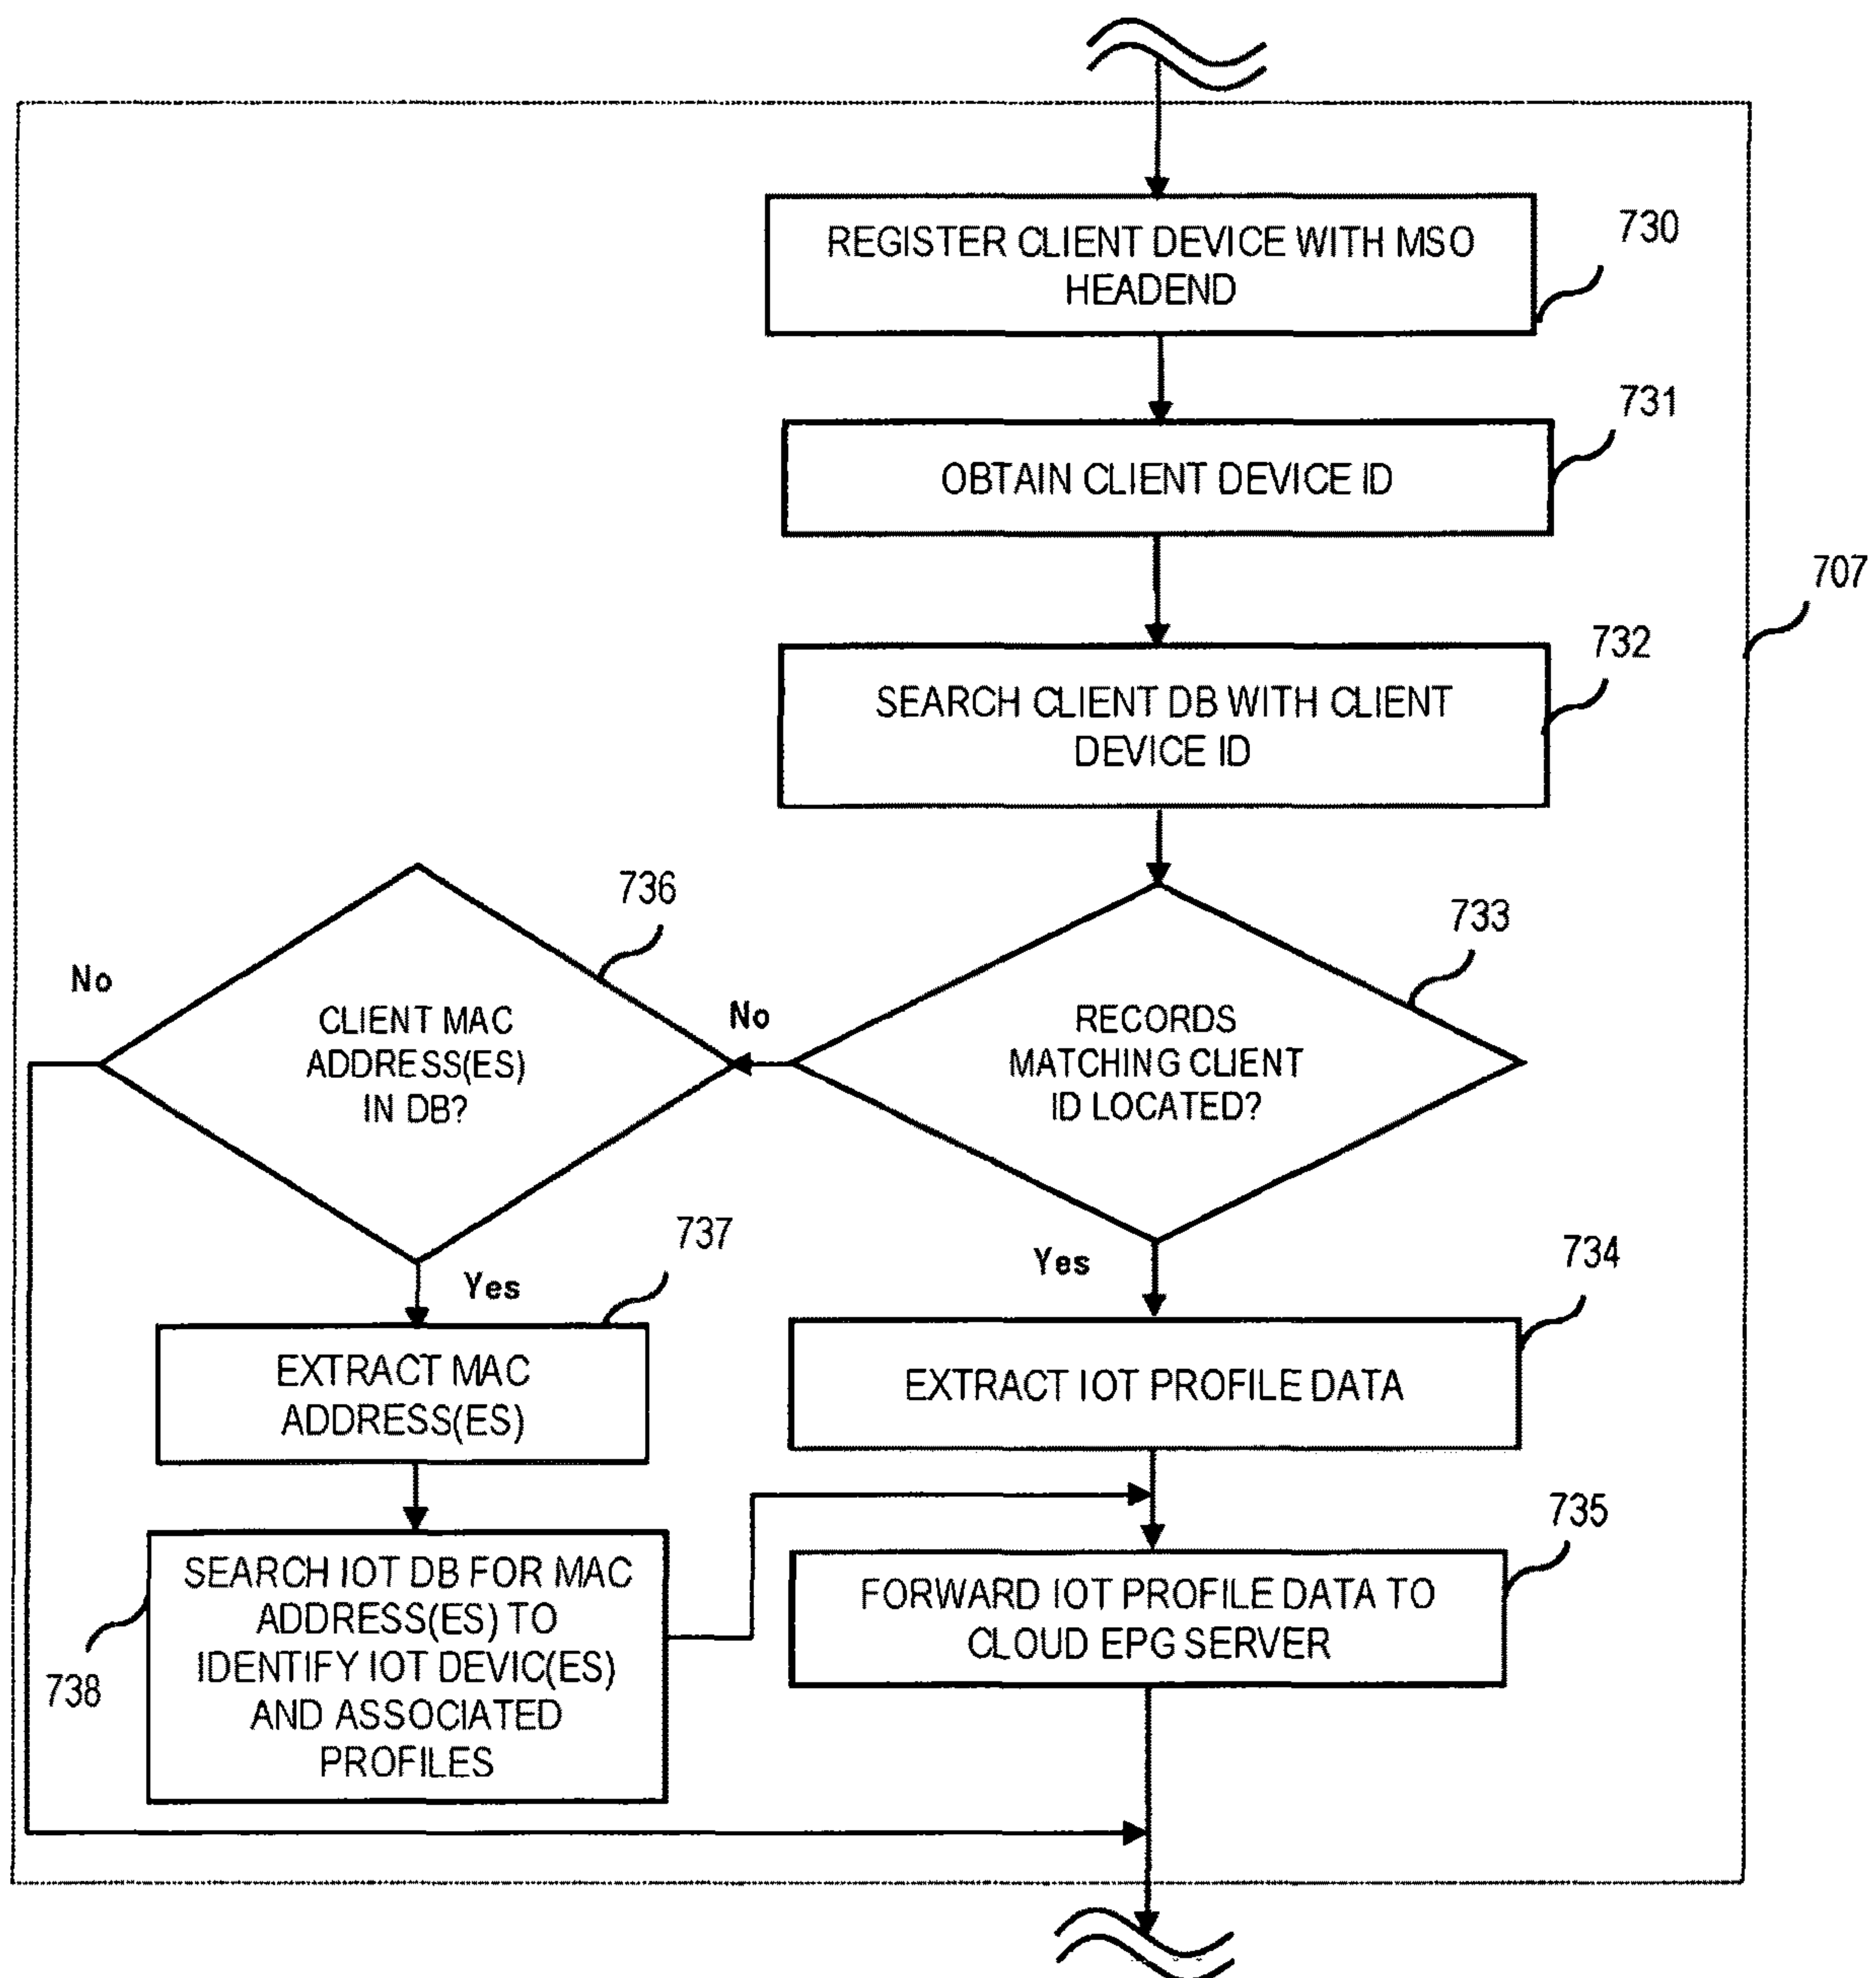 REGISTER CLIENT DEVICE WITH MSO
HEADEND
730
OBTAIN CLIENT DEVICE ID
731
707
SEARCH CLIENT DB WITH CLIENT
DEVICE ID
732
RECORDS
MATCHING CLIENT
ID LOCATED?
733
No
CLIENT MAC
ADDRESS(ES)
IN DB?
736
No
Yes
Yes
EXTRACT MAC
ADDRESS(ES)
737
EXTRACT IOT PROFILE DATA
734
SEARCH IOT DB FOR MAC
ADDRESS(ES) TO
IDENTIFY IOT DEVIC(ES)
AND ASSOCIATED
PROFILES
738
FORWARD IOT PROFILE DATA TO
CLOUD EPG SERVER
735